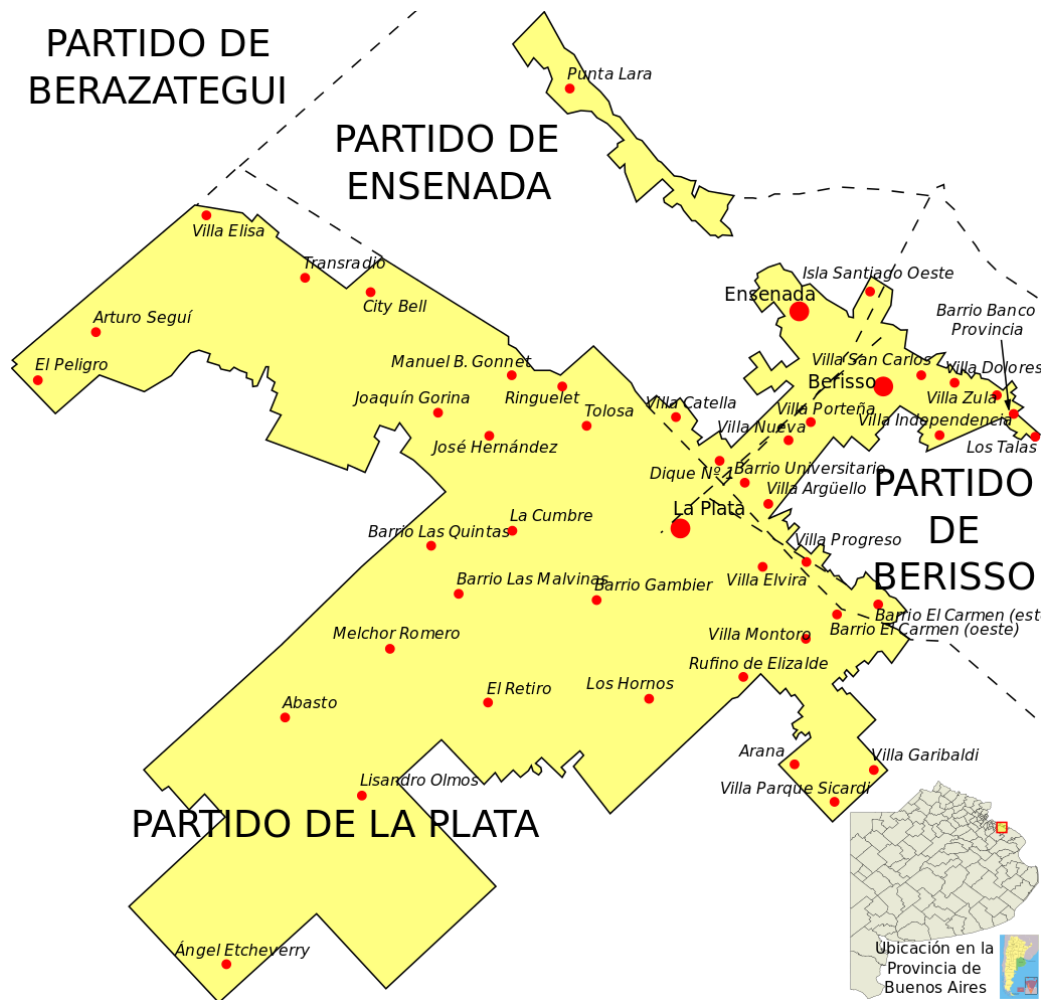 PARTIDO DE
BERAZATEGUI
Punta Lara
PARTIDO DE
ENSENADA
Villa Elisa
Transradio
City Bell
Isla Santiago Oeste
Ensenada
Barrio Banco
Provincia
Arturo Seguí
El Peligro
Manuel B. Gonnet
Ringuelet
Villa San Carlos
Villa Dolores
Berisso
Villa Zula
Joaquín Gorina
Tolosa
Villa Catella
Villa Porteña
Villa Independencia
Villa Nueva
José Hernández
Los Talas
Dique Nº 1
Barrio Universitario
Villa Argüello
PARTIDO
DE
BERISSO
La Plata
La Cumbre
Barrio Las Quintas
Villa Progreso
Villa Elvira
Barrio Las Malvinas
Barrio Gambier
Barrio El Carmen (est
Barrio El Carmen (oeste)
Melchor Romero
Villa Montoro
Rufino de Elizalde
El Retiro
Los Hornos
Abasto
Arana
Villa Garibaldi
Lisandro Olmos
Villa Parque Sicardi
PARTIDO DE LA PLATA
Ángel Etcheverry
Ubicación en la
Provincia de
Buenos Aires